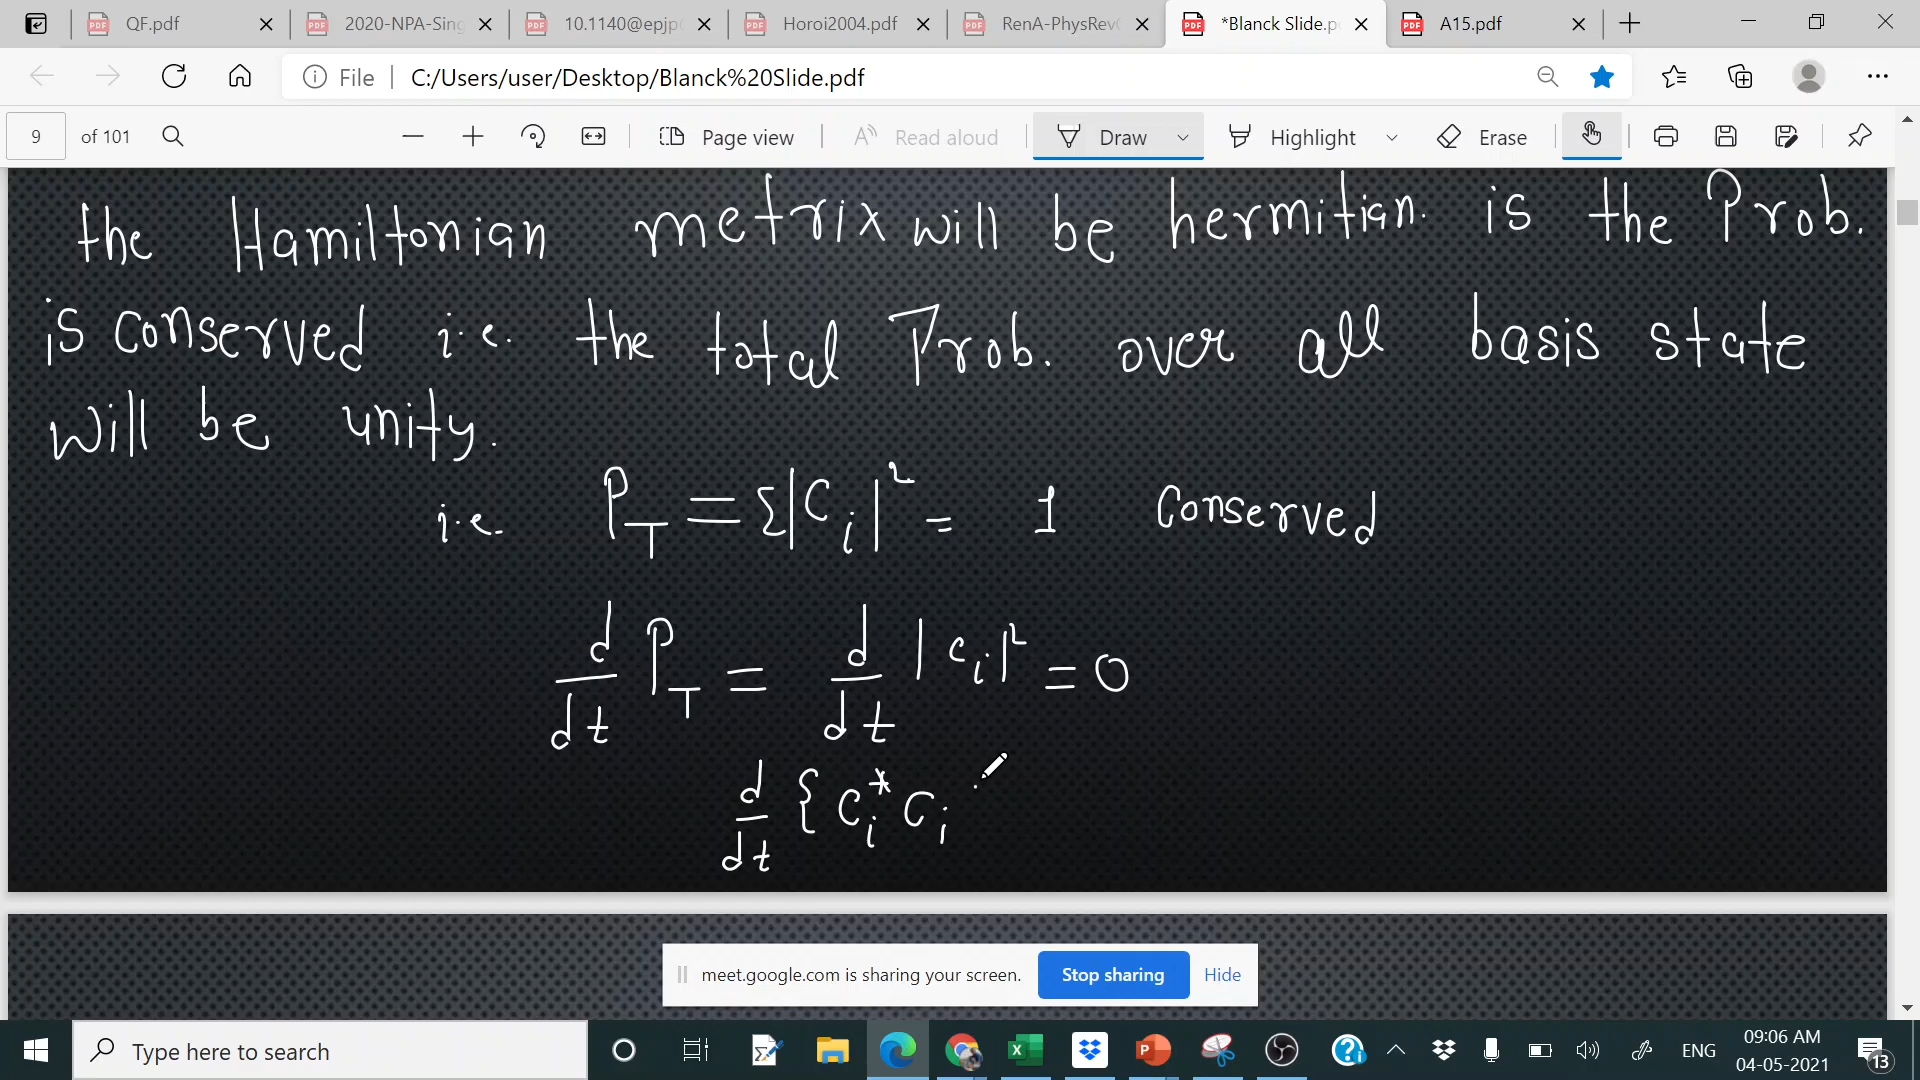 QF.pdf
2020-NPA-Sing
10.1140@epjp
Horoi2004.pdf
RenA-PhysRev
*Blanck Slide.p
A15.pdf
File
C:/Users/user/Desktop/Blanck%20Slide.pdf
9 of 101
Page view
Read aloud
Draw
Highlight
Erase
the Hamiltonian metrix will be hermitian. is the Prob.
is conserved i.e. the total Prob. over all basis state
will be unity.
i.e. P_T = Σ|C_i|² = 1 Conserved
d/dt P_T = d/dt |c_i|² = 0
d/dt { C_i^* C_i
meet.google.com is sharing your screen.
Stop sharing
Hide
Type here to search
ENG
09:06 AM
04-05-2021
13